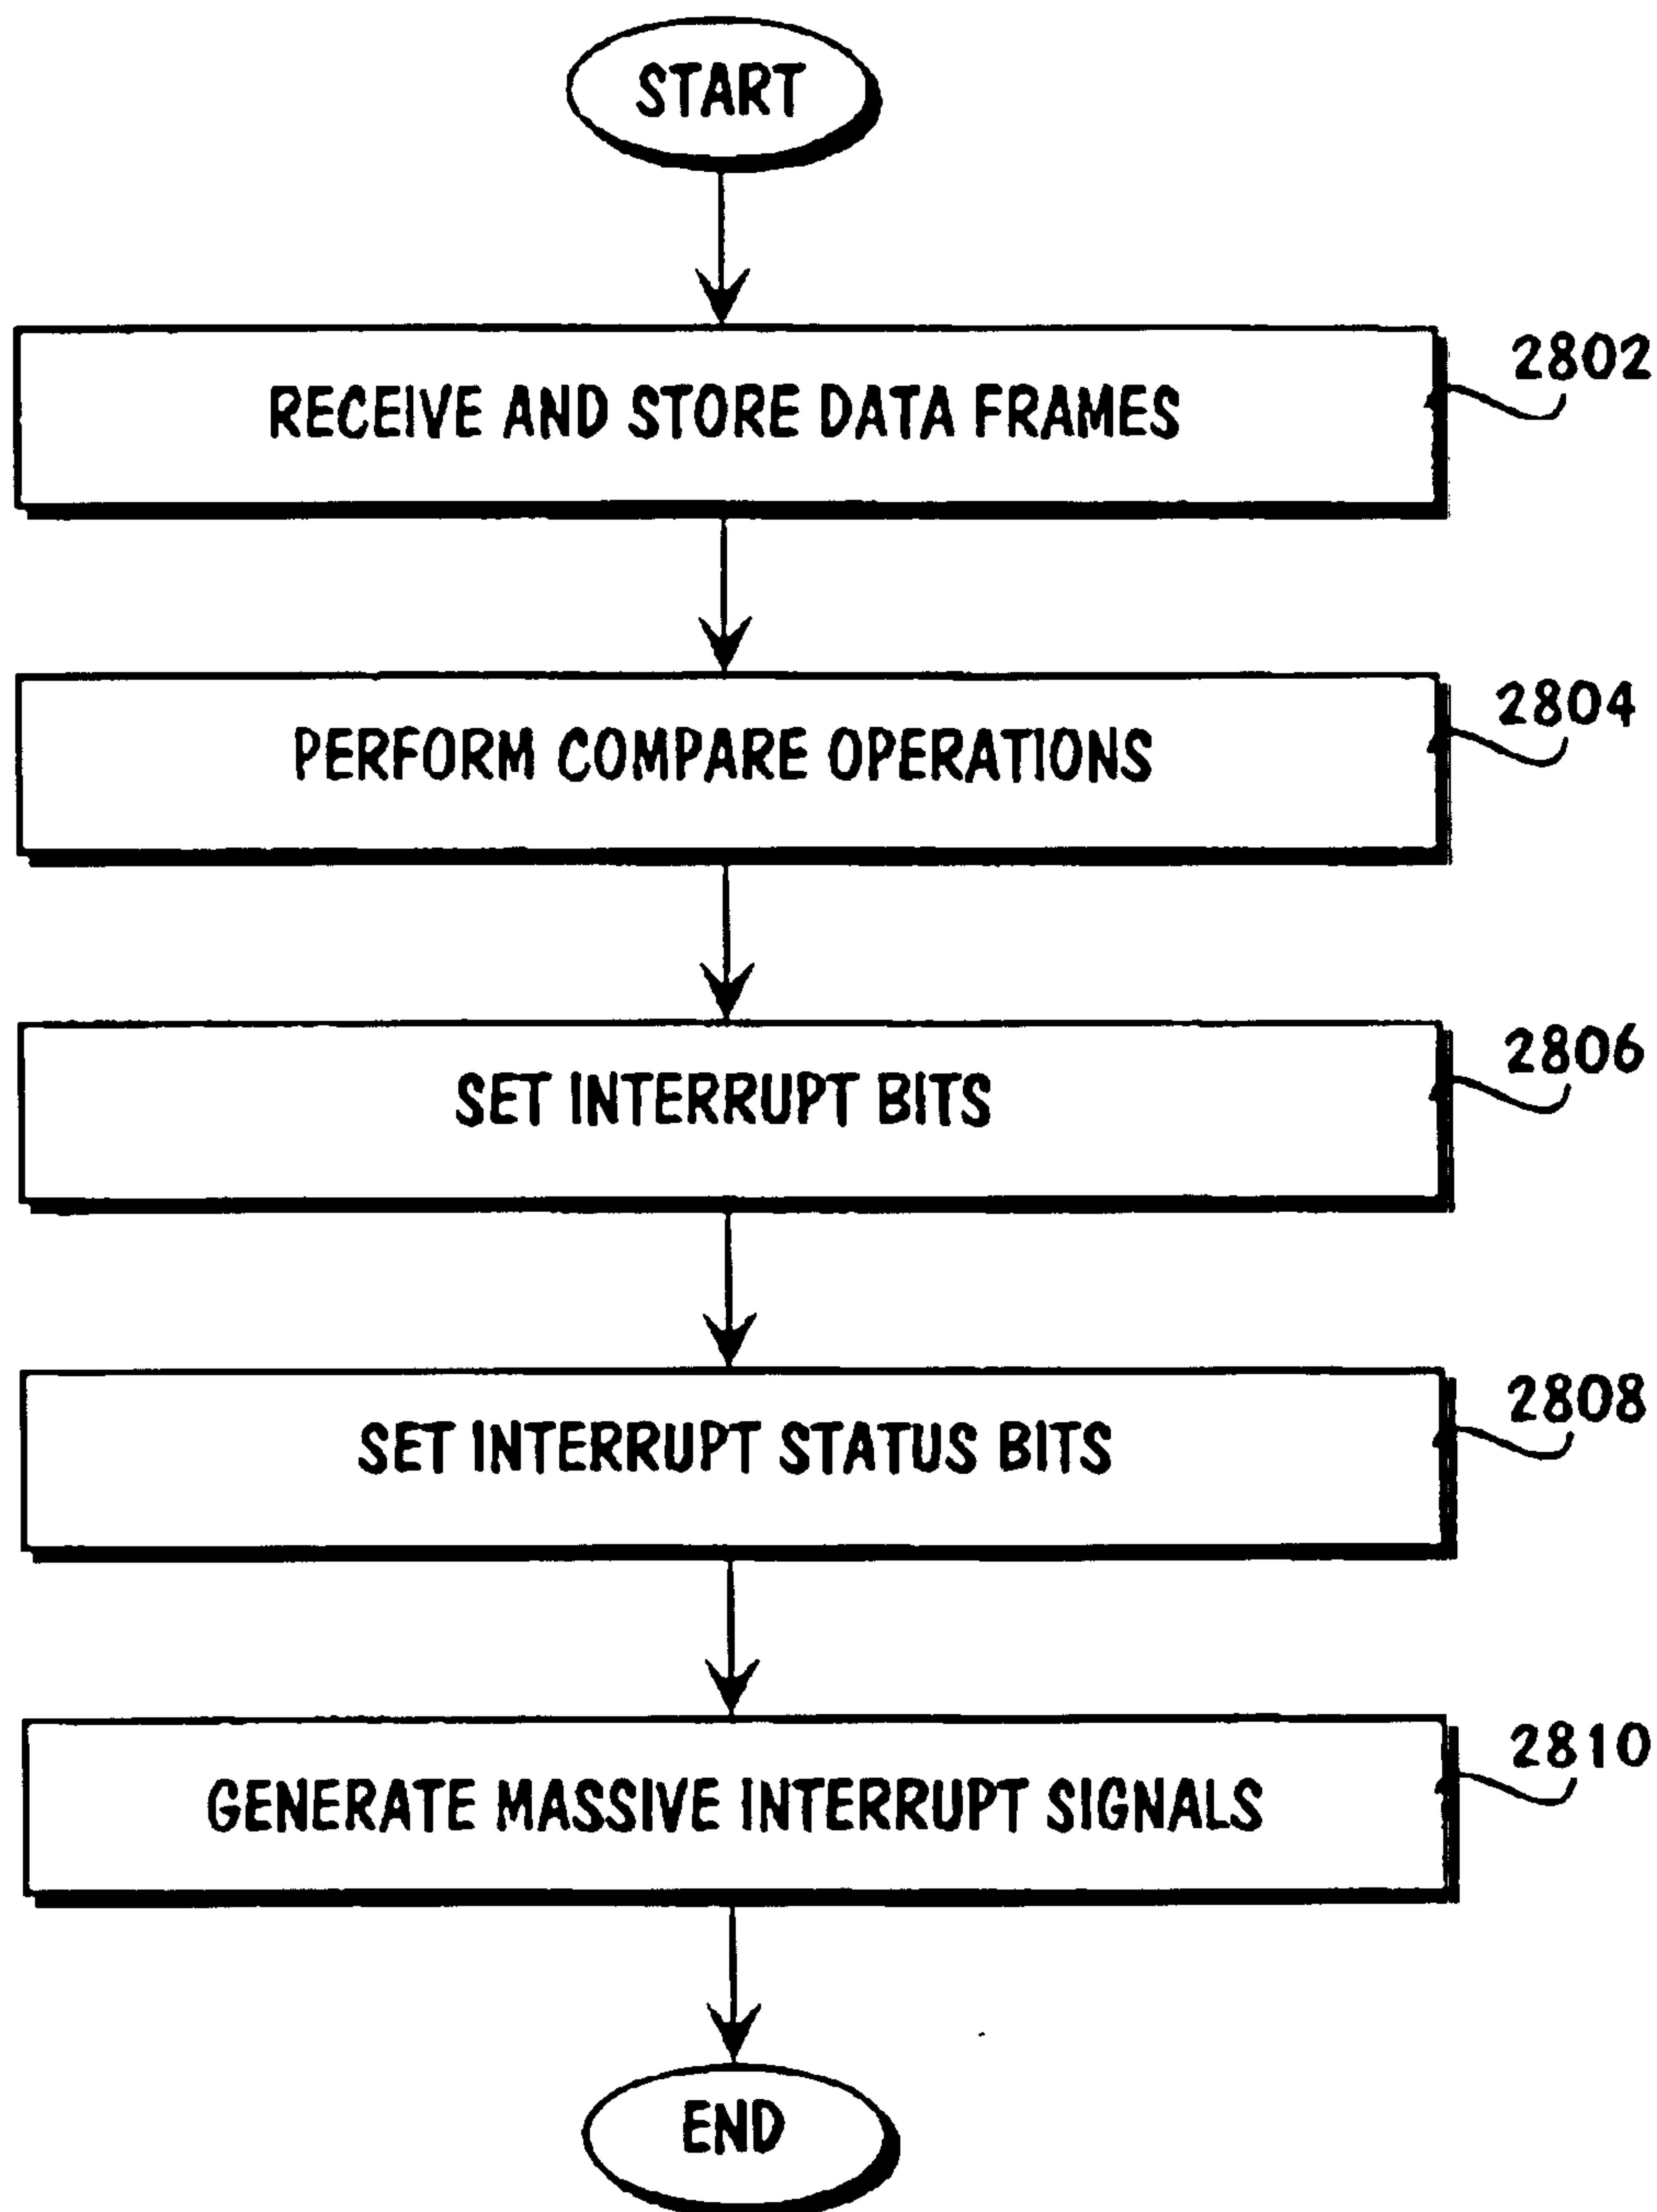 START
RECEIVE AND STORE DATA FRAMES
2802
PERFORM COMPARE OPERATIONS
2804
SET INTERRUPT BITS
2806
SET INTERRUPT STATUS BITS
2808
GENERATE MASSIVE INTERRUPT SIGNALS
2810
END